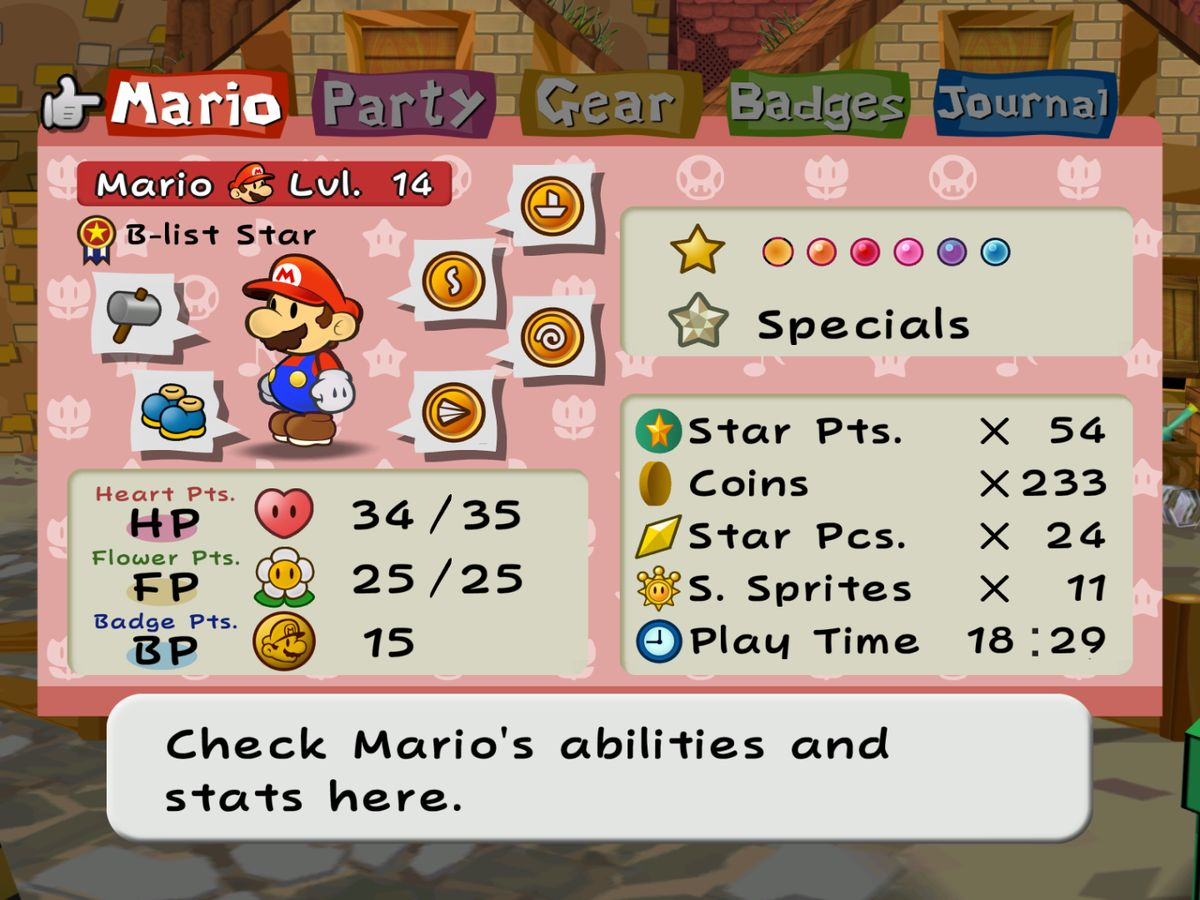 Mario Party Gear Badges Journal
Mario Lvl. 14
B-list Star
M
Specials
Heart Pts.
HP 34 / 35
Flower Pts.
FP 25 / 25
Badge Pts.
BP 15
Star Pts. × 54
Coins × 233
Star Pcs. × 24
S. Sprites × 11
Play Time 18 : 29
Check Mario's abilities and
stats here.